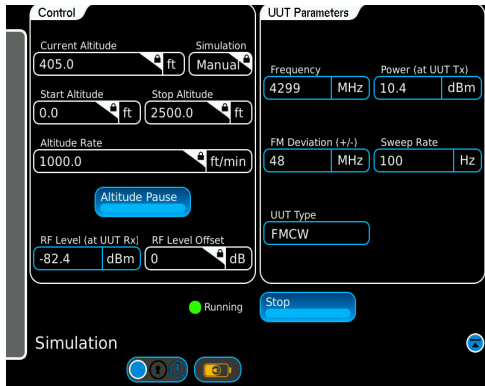 Control
Current Altitude
Simulation
405.0 ft
Manual
Start Altitude
Stop Altitude
0.0 ft
2500.0 ft
Altitude Rate
1000.0 ft/min
Altitude Pause
RF Level (at UUT Rx)
RF Level Offset
-82.4 dBm
0 dB
UUT Parameters
Frequency
Power (at UUT Tx)
4299 MHz
10.4 dBm
FM Deviation (+/-)
Sweep Rate
48 MHz
100 Hz
UUT Type
FMCW
Running
Stop
Simulation